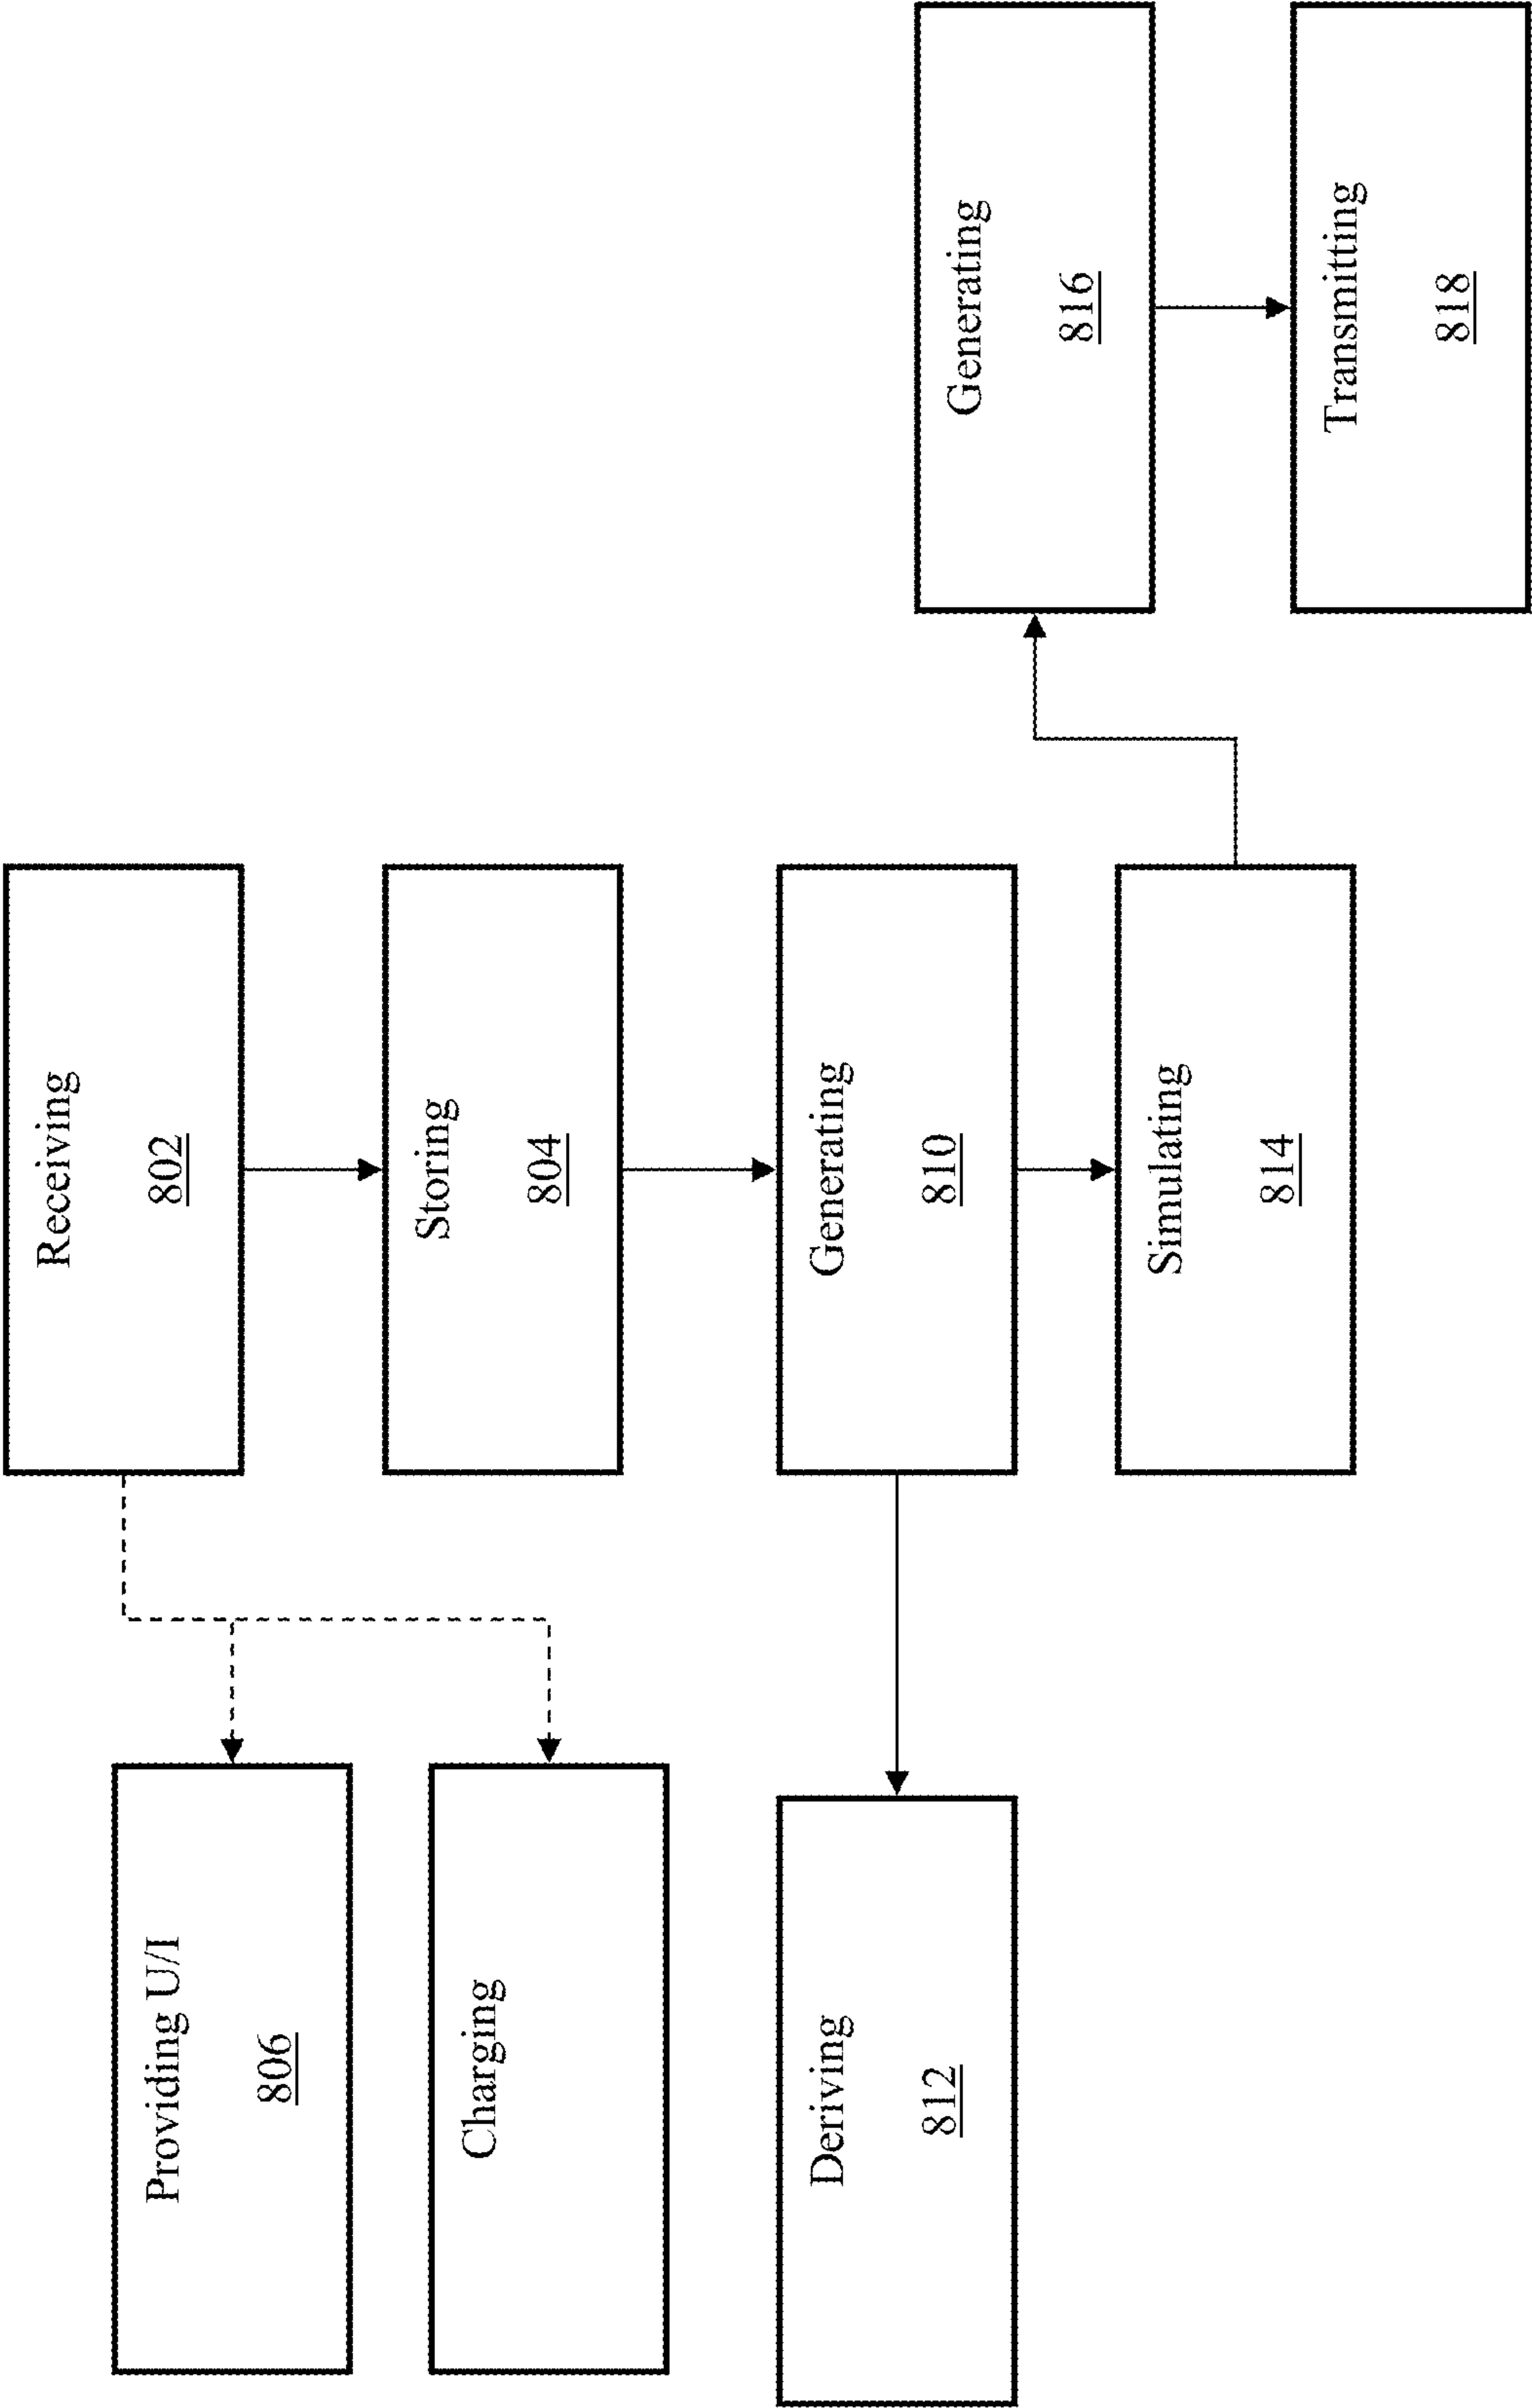 Receiving
802
Storing
804
Providing U/I
806
Charging
Generating
810
Deriving
812
Simulating
814
Generating
816
Transmitting
818